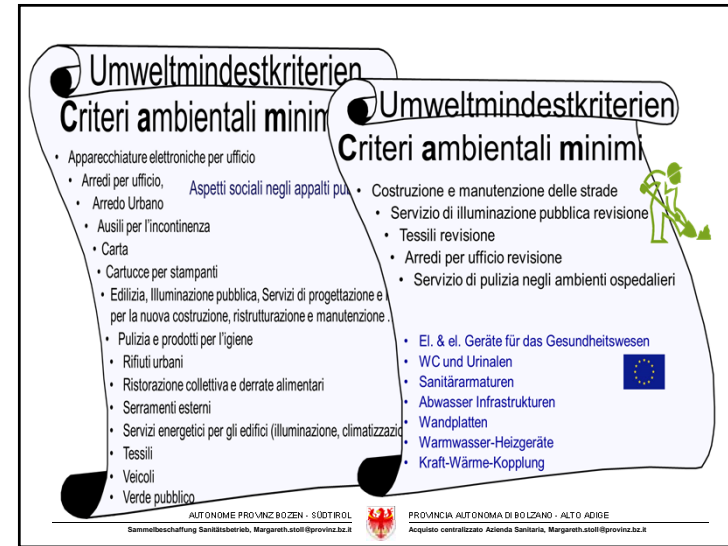 Umweltmindestkriterien
Criteri ambientali minim
• Apparecchiature elettroniche per ufficio
• Arredi per ufficio,
Aspetti sociali negli appalti pu
• Arredo Urbano
• Ausili per l'incontinenza
• Carta
• Cartucce per stampanti
• Edilizia, Illuminazione pubblica, Servizi di progettazione e
per la nuova costruzione, ristrutturazione e manutenzione .
• Pulizia e prodotti per l'igiene
• Rifiuti urbani
• Ristorazione collettiva e derrate alimentari
• Serramenti esterni
• Servizi energetici per gli edifici (illuminazione, climatizzazio
• Tessili
• Veicoli
• Verde pubblico
Umweltmindestkriterien
Criteri ambientali minimi
• Costruzione e manutenzione delle strade
• Servizio di illuminazione pubblica revisione
• Tessili revisione
• Arredi per ufficio revisione
• Servizio di pulizia negli ambienti ospedalieri
• El. & el. Geräte für das Gesundheitswesen
• WC und Urinalen
• Sanitärarmaturen
• Abwasser Infrastrukturen
• Wandplatten
• Warmwasser-Heizgeräte
• Kraft-Wärme-Kopplung
AUTONOME PROVINZ BOZEN - SÜDTIROL
Sammelbeschaffung Sanitätsbetrieb, Margareth.stoll@provinz.bz.it
PROVINCIA AUTONOMA DI BOLZANO - ALTO ADIGE
Acquisto centralizzato Azienda Sanitaria, Margareth.stoll@provinz.bz.it